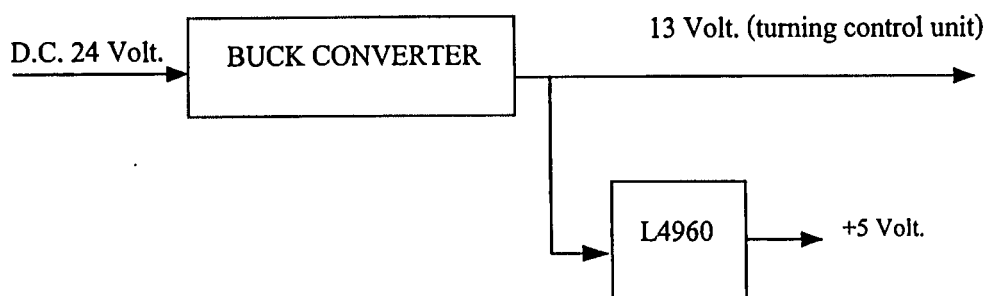 13 Volt. (turning control unit)
D.C. 24 Volt.
BUCK CONVERTER
L4960
+5 Volt.